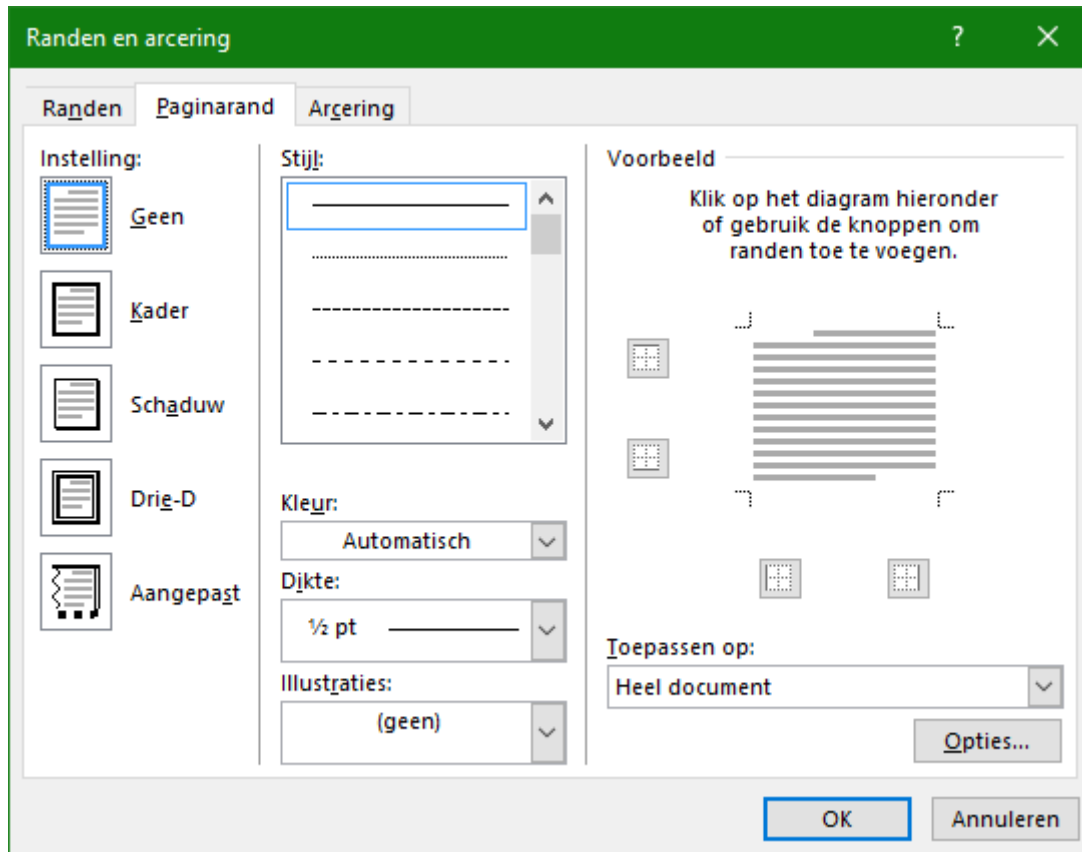 Randen en arcering
Randen Paginarand Arcering
Instelling:
Geen
Kader
Schaduw
Drie-D
Aangepast
Stijl:
Kleur:
Automatisch
Dikte:
½ pt
Illustraties:
(geen)
Voorbeeld
Klik op het diagram hieronder
of gebruik de knoppen om
randen toe te voegen.
Toepassen op:
Heel document
Opties...
OK Annuleren